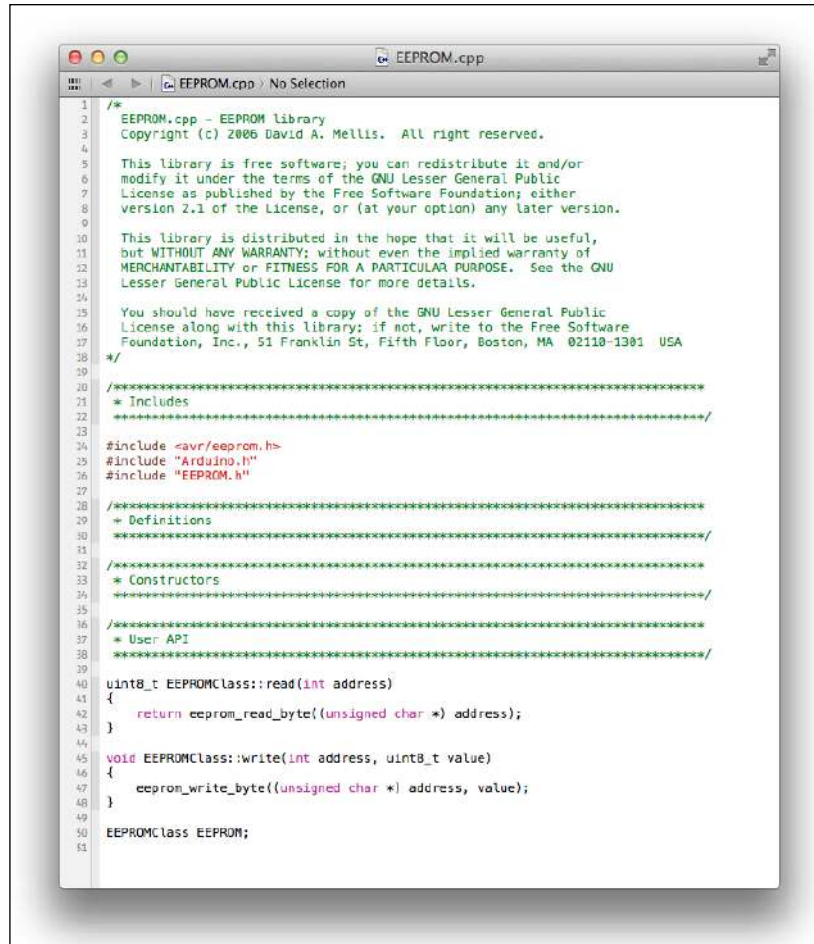 EEPROM.cpp
EEPROM.cpp › No Selection
1 /*
2 EEPROM.cpp - EEPROM library
3 Copyright (c) 2006 David A. Mellis. All right reserved.
4
5 This library is free software; you can redistribute it and/or
6 modify it under the terms of the GNU Lesser General Public
7 License as published by the Free Software Foundation; either
8 version 2.1 of the License, or (at your option) any later version.
9
10 This library is distributed in the hope that it will be useful,
11 but WITHOUT ANY WARRANTY; without even the implied warranty of
12 MERCHANTABILITY or FITNESS FOR A PARTICULAR PURPOSE. See the GNU
13 Lesser General Public License for more details.
14
15 You should have received a copy of the GNU Lesser General Public
16 License along with this library; if not, write to the Free Software
17 Foundation, Inc., 51 Franklin St, Fifth Floor, Boston, MA 02110-1301 USA
18 */
19
20 /******************************************************************************
21 * Includes
22 ******************************************************************************/
23
24 #include <avr/eeprom.h>
25 #include "Arduino.h"
26 #include "EEPROM.h"
27
28 /******************************************************************************
29 * Definitions
30 ******************************************************************************/
31
32 /******************************************************************************
33 * Constructors
34 ******************************************************************************/
35
36 /******************************************************************************
37 * User API
38 ******************************************************************************/
39
40 uint8_t EEPROMClass::read(int address)
41 {
42 return eeprom_read_byte((unsigned char *) address);
43 }
44
45 void EEPROMClass::write(int address, uint8_t value)
46 {
47 eeprom_write_byte((unsigned char *) address, value);
48 }
49
50 EEPROMClass EEPROM;
51